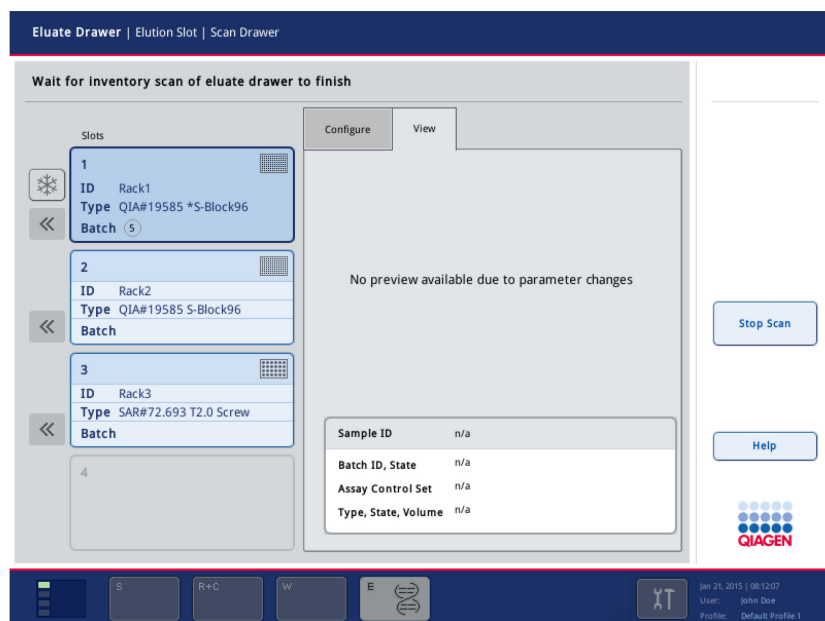 Eluate Drawer | Elution Slot | Scan Drawer
Wait for inventory scan of eluate drawer to finish
Slots
1
ID Rack1
Type QIA#19585 *S-Block96
Batch 5
2
ID Rack2
Type QIA#19585 S-Block96
Batch
3
ID Rack3
Type SAR#72.693 T2.0 Screw
Batch
4
Configure View
No preview available due to parameter changes
Sample ID n/a
Batch ID, State n/a
Assay Control Set n/a
Type, State, Volume n/a
Stop Scan
Help
QIAGEN
S R+C W E
Jan 21, 2015 | 08:12:07
User: John Doe
Profile: Default Profile 1